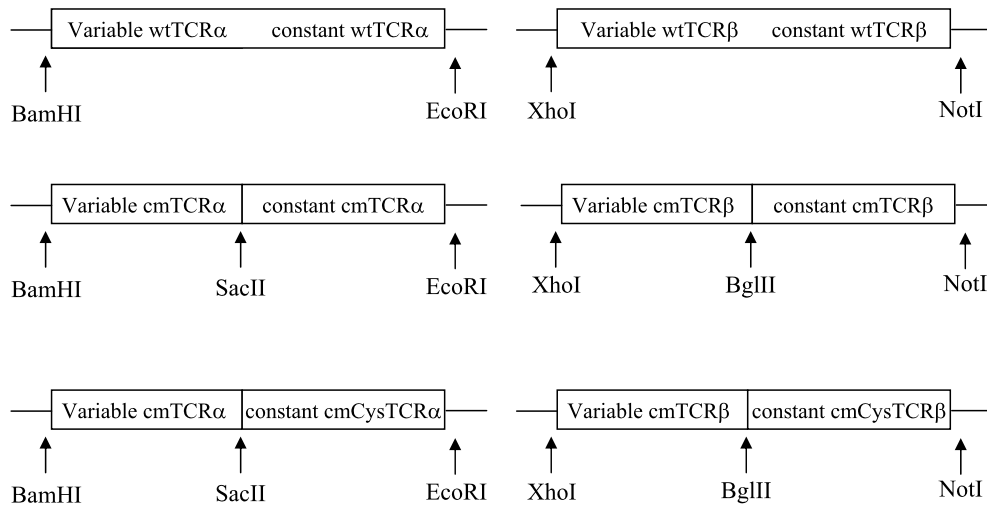 Variable wtTCRα constant wtTCRα
Variable wtTCRβ constant wtTCRβ
BamHI
EcoRI
XhoI
NotI
Variable cmTCRα constant cmTCRα
Variable cmTCRβ constant cmTCRβ
BamHI
SacII
EcoRI
XhoI
BglII
NotI
Variable cmTCRα constant cmCysTCRα
Variable cmTCRβ constant cmCysTCRβ
BamHI
SacII
EcoRI
XhoI
BglII
NotI